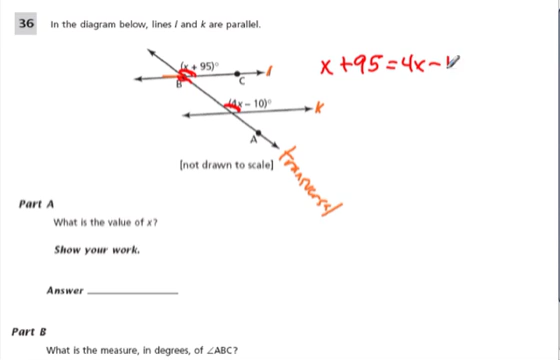 36 In the diagram below, lines l and k are parallel.
(x + 95)°
l
x+95=4x-
B
C
(4x – 10)°
k
A
[not drawn to scale]
transversal
Part A
What is the value of x?
Show your work.
Answer
Part B
What is the measure, in degrees, of ∠ABC?